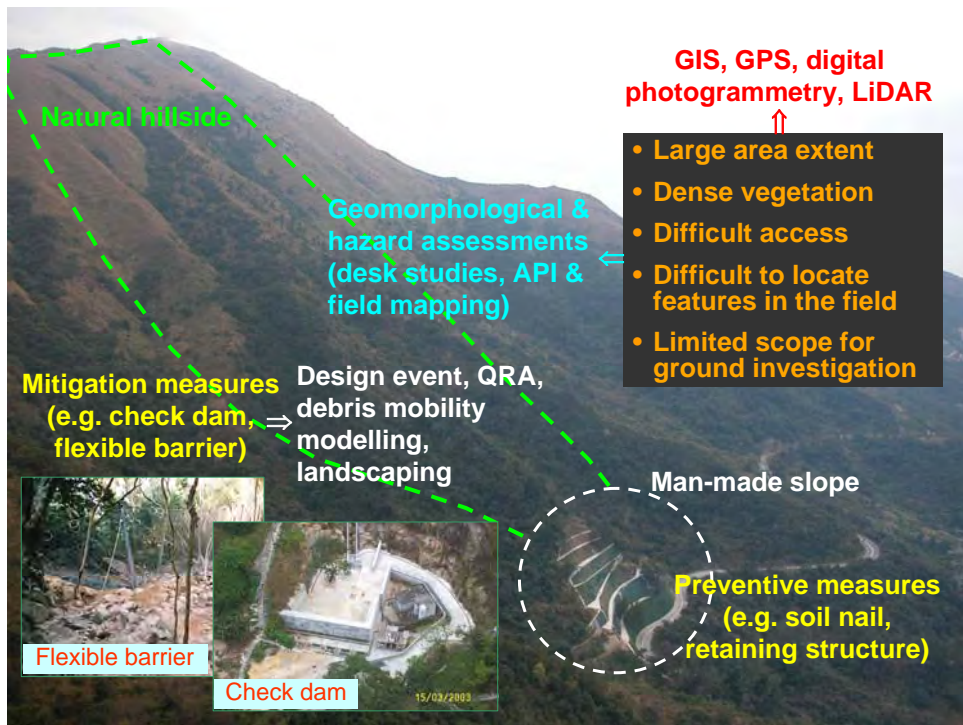 GIS, GPS, digital
photogrammetry, LiDAR
⇑
• Large area extent
• Dense vegetation
• Difficult access
• Difficult to locate
features in the field
• Limited scope for
ground investigation
Natural hillside
Geomorphological & ⇐
hazard assessments
(desk studies, API &
field mapping)
Mitigation measures
(e.g. check dam,
flexible barrier)
⇒
Design event, QRA,
debris mobility
modelling,
landscaping
Man-made slope
Preventive measures
(e.g. soil nail,
retaining structure)
Flexible barrier
Check dam
15/03/2003